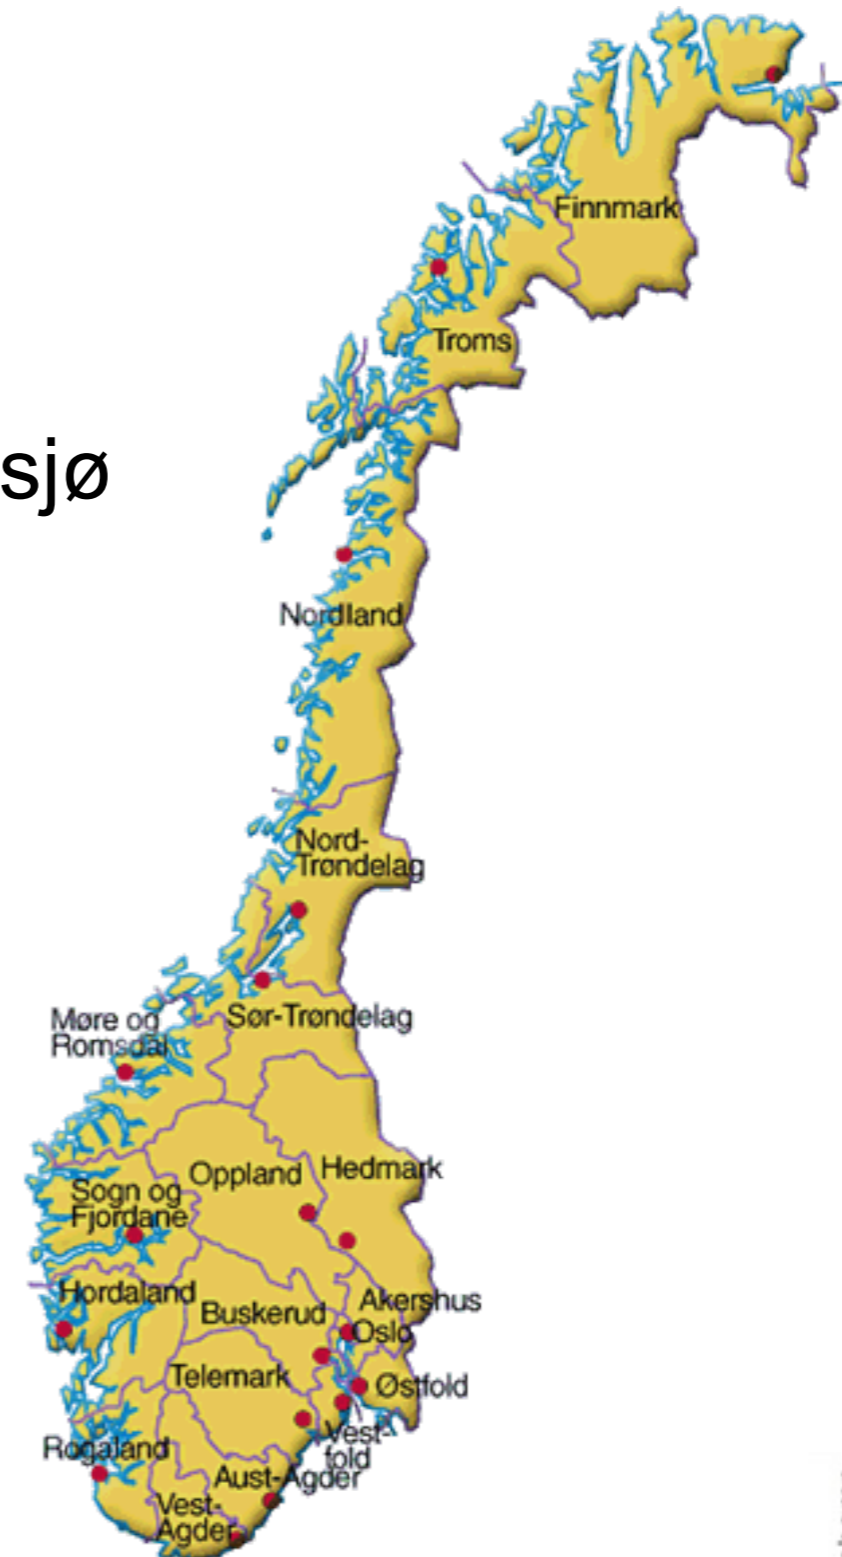 Finnmark
Troms
sjø
Nordland
Nord-
Trøndelag
Sør-Trøndelag
Møre og
Romsdal
Oppland
Hedmark
Sogn og
Fjordane
Hordaland
Buskerud
Akershus
Oslo
Telemark
Østfold
Vest-
fold
Rogaland
Aust-Agder
Vest-
Agder